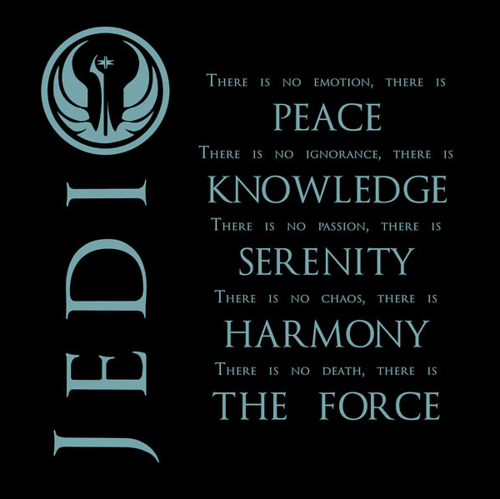 JEDI
There is no emotion, there is
PEACE
There is no ignorance, there is
KNOWLEDGE
There is no passion, there is
SERENITY
There is no chaos, there is
HARMONY
There is no death, there is
THE FORCE